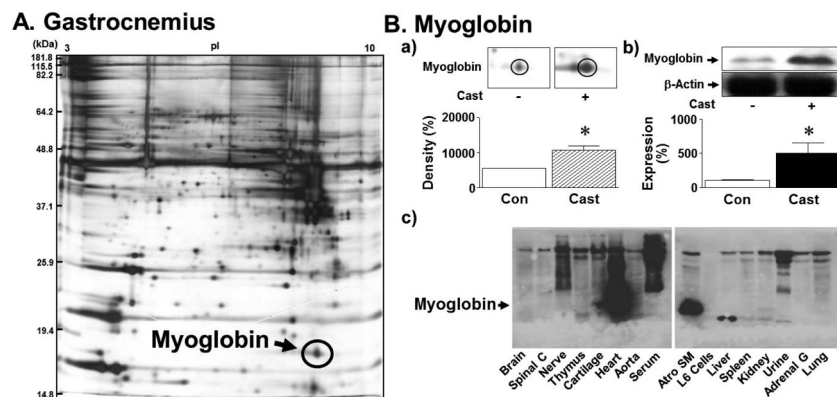 A. Gastrocnemius
(kDa) 3 pI 10
181.8
115.5
82.2
64.2
48.8
37.1
25.9
19.4
14.8
Myoglobin
B. Myoglobin
a)
Myoglobin
Cast - +
Density (%)
20000
10000
0
*
Con Cast
b)
Myoglobin
β-Actin
Cast - +
Expression (%)
1000
500
0
*
Con Cast
c)
Myoglobin
Brain
Spinal C
Nerve
Thymus
Cartilage
Heart
Aorta
Serum
Atro SM
L6 Cells
Liver
Spleen
Kidney
Urine
Adrenal G
Lung